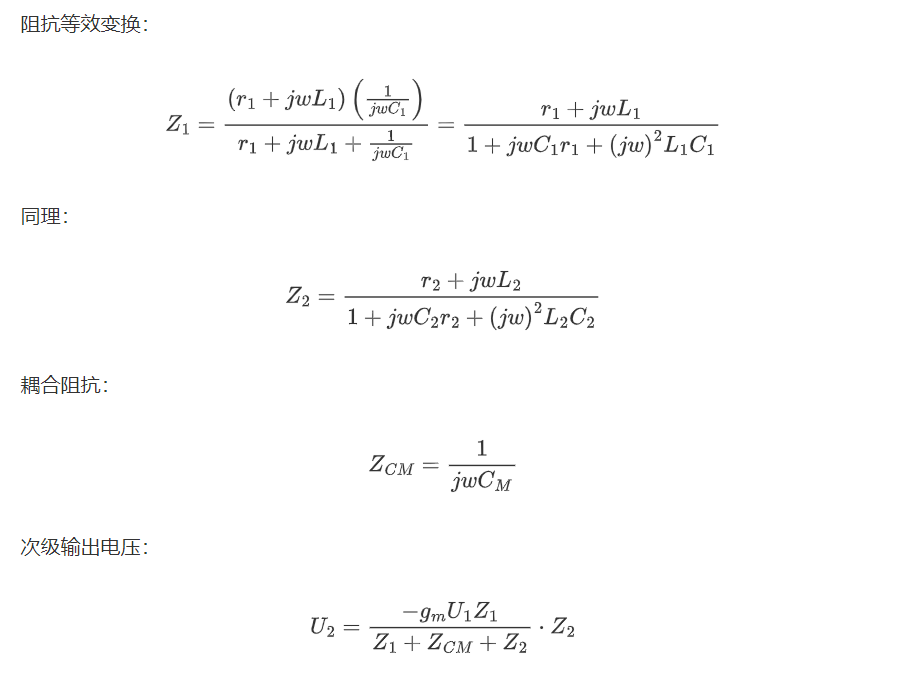 阻抗等效变换：
$$Z_1 = \frac{(r_1 + jwL_1)\left(\frac{1}{jwC_1}\right)}{r_1 + jwL_1 + \frac{1}{jwC_1}} = \frac{r_1 + jwL_1}{1 + jwC_1r_1 + (jw)^2L_1C_1}$$
同理：
$$Z_2 = \frac{r_2 + jwL_2}{1 + jwC_2r_2 + (jw)^2L_2C_2}$$
耦合阻抗：
$$Z_{CM} = \frac{1}{jwC_M}$$
次级输出电压：
$$U_2 = \frac{-g_mU_1Z_1}{Z_1 + Z_{CM} + Z_2} \cdot Z_2$$